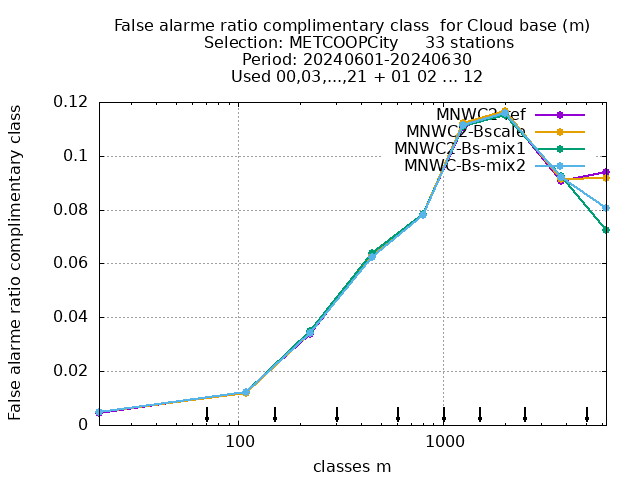 False alarme ratio complimentary class  for Cloud base (m)
Selection: METCOOPCity     33 stations
Period: 20240601-20240630
Used 00,03,...,21 + 01 02 ... 12
False alarme ratio complimentary class
0.12
0.1
0.08
0.06
0.04
0.02
0
MNWC2-ref
MNWC2-Bscale
MNWC2-Bs-mix1
MNWC-Bs-mix2
100
1000
classes m